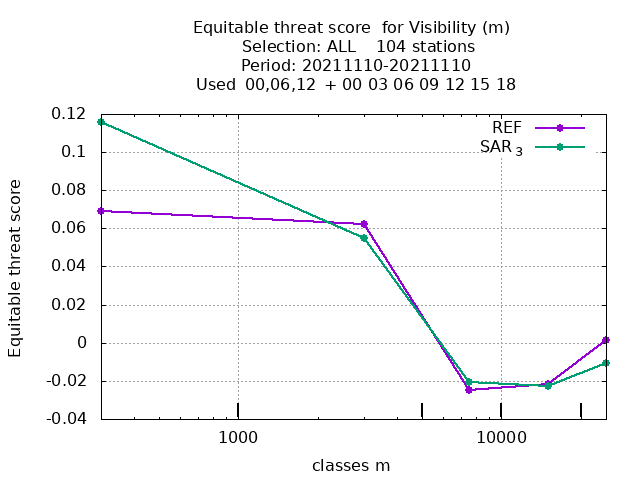 Equitable threat score  for Visibility (m)
Selection: ALL    104 stations
Period: 20211110-20211110
Used  00,06,12  + 00 03 06 09 12 15 18
REF
SAR 3
Equitable threat score
0.12
0.1
0.08
0.06
0.04
0.02
0
-0.02
-0.04
1000
10000
classes m